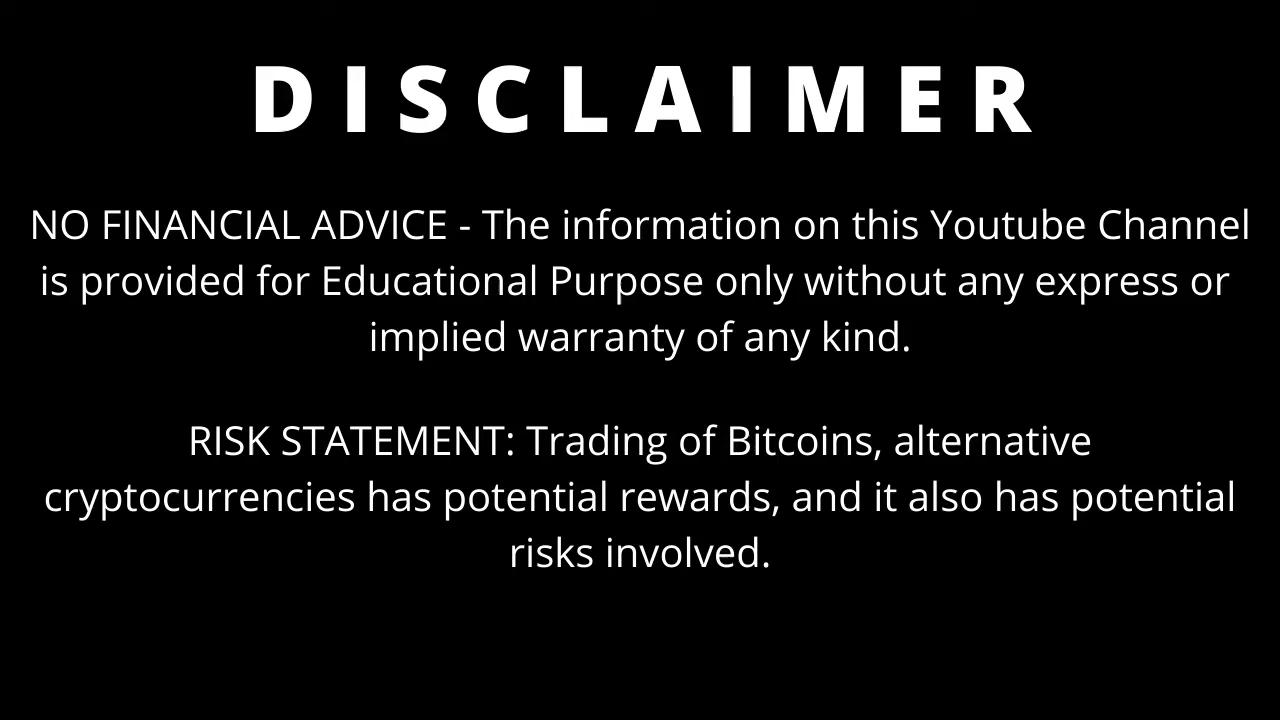 DISCLAIMER
NO FINANCIAL ADVICE - The information on this Youtube Channel
is provided for Educational Purpose only without any express or
implied warranty of any kind.
RISK STATEMENT: Trading of Bitcoins, alternative
cryptocurrencies has potential rewards, and it also has potential
risks involved.